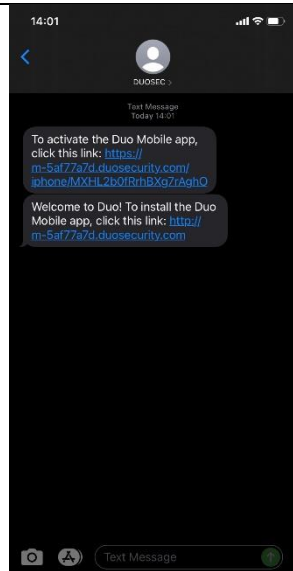 14:01
DUOSEC >
Text Message
Today 14:01
To activate the Duo Mobile app,
click this link: https://
m-5af77a7d.duosecurity.com/
iphone/MXHL2b0fRrhBXg7rAghO
Welcome to Duo! To install the Duo
Mobile app, click this link: http://
m-5af77a7d.duosecurity.com
Text Message